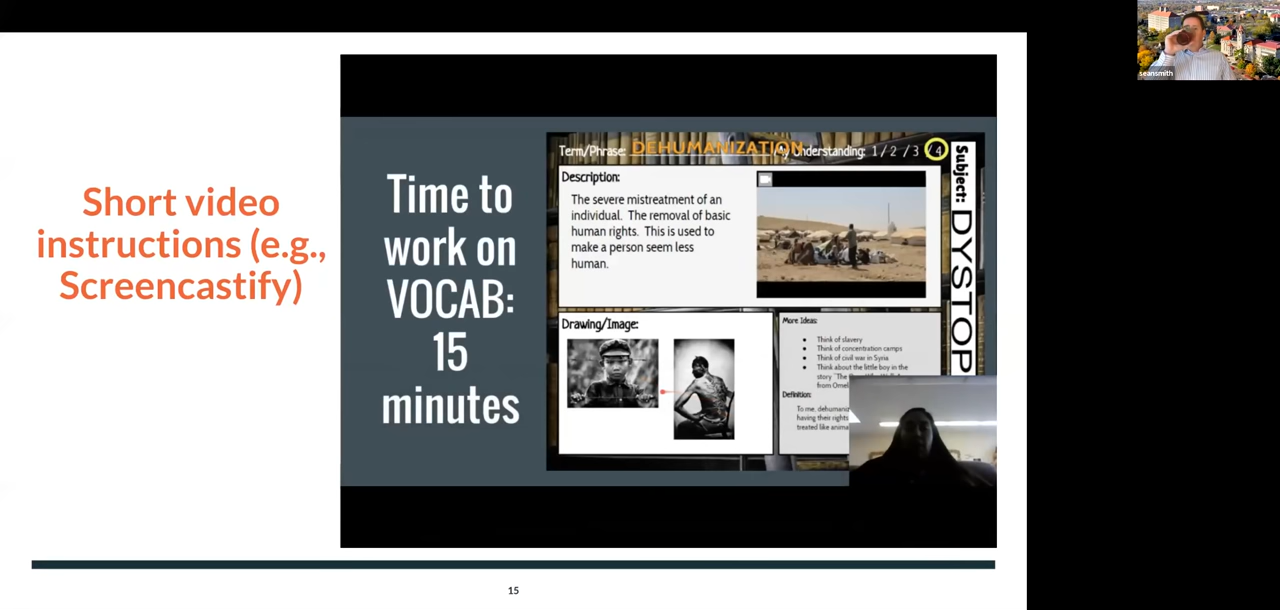 Short video
instructions (e.g.,
Screencastify)
Time to
work on
VOCAB:
15
minutes
Term/Phrase: DEHUMANIZATION My Understanding: 1 / 2 / 3 / 4
Subject: DYSTOP
Description:
The severe mistreatment of an
individual. The removal of basic
human rights. This is used to
make a person seem less
human.
Drawing/Image:
More Ideas:
Think of slavery
Think of concentration camps
Think of civil war in Syria
Think about the little boy in the
story "The
from Omel
Definition:
To me, dehumaniz
having their rights
treated like anima
15
seansmith